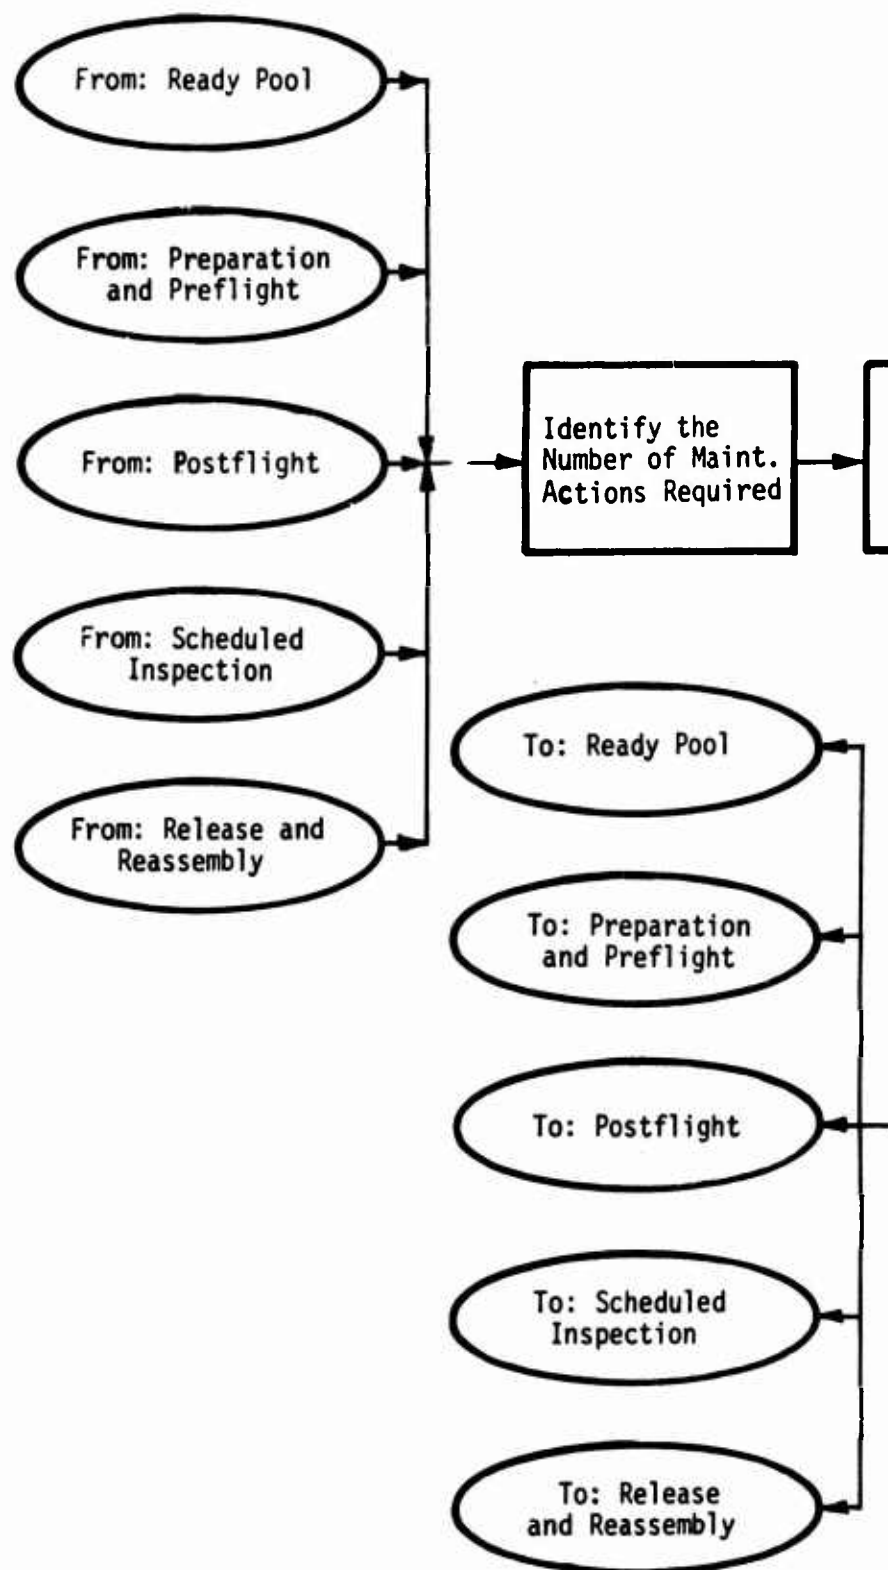 From: Ready Pool
From: Preparation
and Preflight
From: Postflight
From: Scheduled
Inspection
From: Release and
Reassembly
Identify the
Number of Maint.
Actions Required
To: Ready Pool
To: Preparation
and Preflight
To: Postflight
To: Scheduled
Inspection
To: Release
and Reassembly